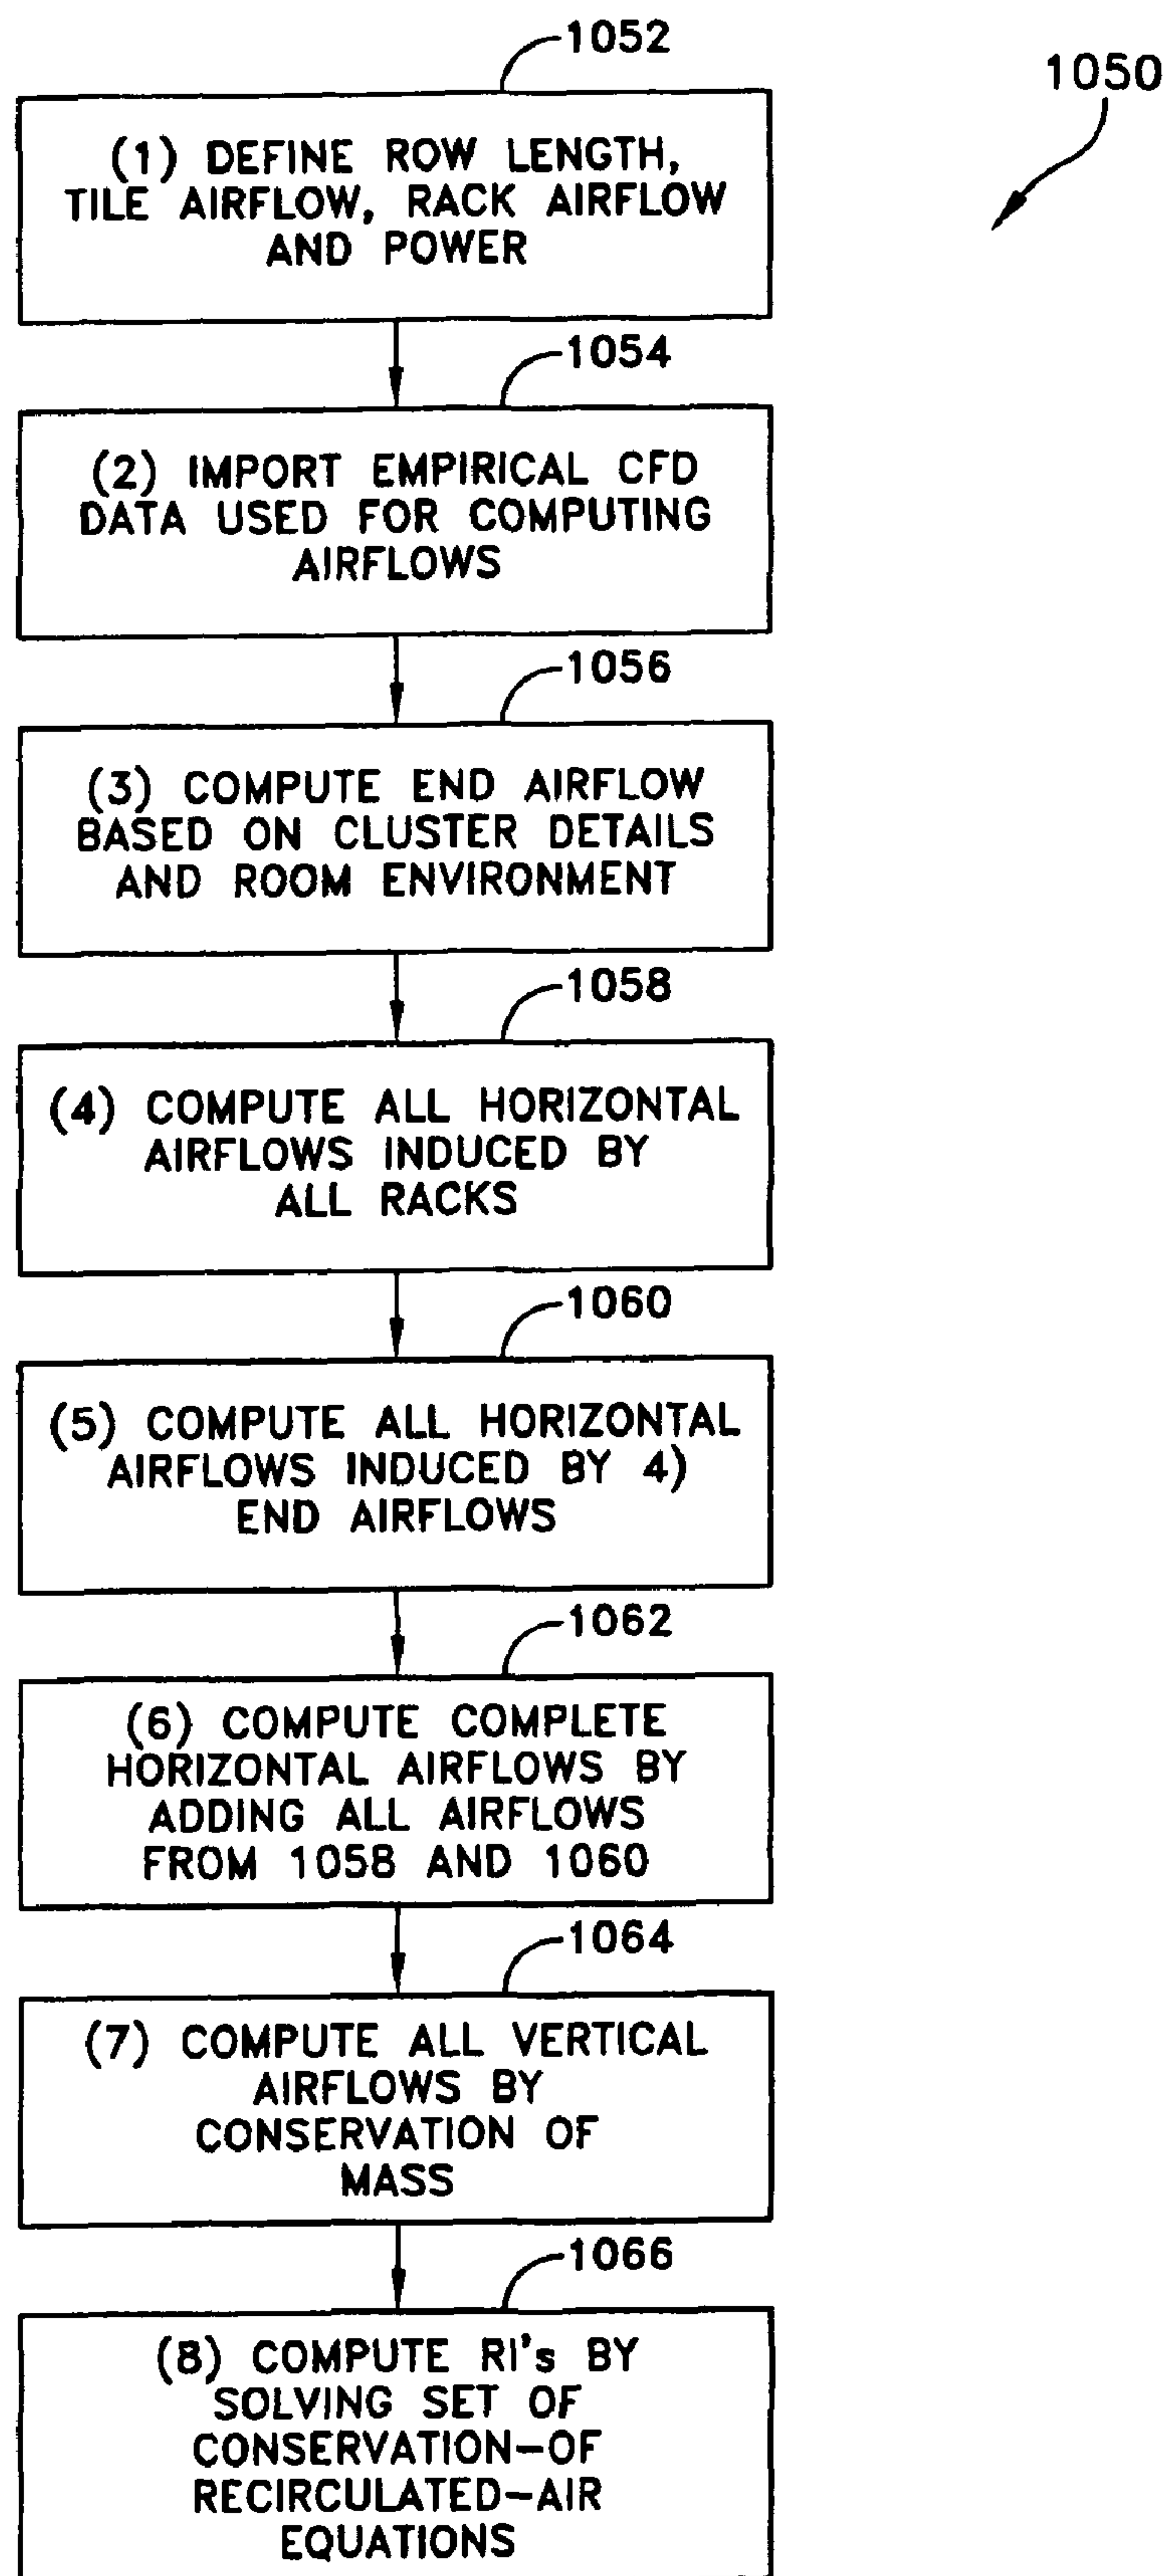 1052
1050
(1) DEFINE ROW LENGTH,
TILE AIRFLOW, RACK AIRFLOW
AND POWER
1054
(2) IMPORT EMPIRICAL CFD
DATA USED FOR COMPUTING
AIRFLOWS
1056
(3) COMPUTE END AIRFLOW
BASED ON CLUSTER DETAILS
AND ROOM ENVIRONMENT
1058
(4) COMPUTE ALL HORIZONTAL
AIRFLOWS INDUCED BY
ALL RACKS
1060
(5) COMPUTE ALL HORIZONTAL
AIRFLOWS INDUCED BY 4)
END AIRFLOWS
1062
(6) COMPUTE COMPLETE
HORIZONTAL AIRFLOWS BY
ADDING ALL AIRFLOWS
FROM 1058 AND 1060
1064
(7) COMPUTE ALL VERTICAL
AIRFLOWS BY
CONSERVATION OF
MASS
1066
(8) COMPUTE RI's BY
SOLVING SET OF
CONSERVATION-OF
RECIRCULATED-AIR
EQUATIONS